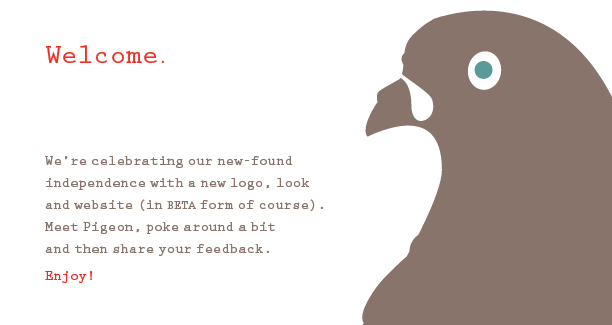 Welcome.
We're celebrating our new-found
independence with a new logo, look
and website (in BETA form of course).
Meet Pigeon, poke around a bit
and then share your feedback.
Enjoy!